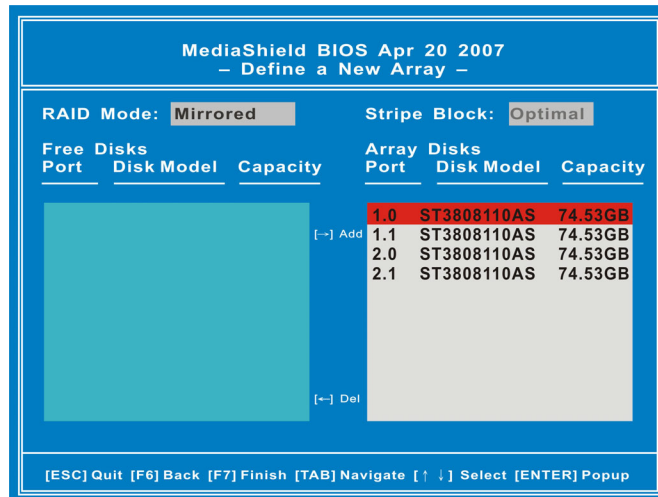 MediaShield BIOS Apr 20 2007
– Define a New Array –
RAID Mode: Mirrored
Stripe Block: Optimal
Free Disks
Port Disk Model Capacity
Array Disks
Port Disk Model Capacity
[→] Add
[←] Del
1.0 ST3808110AS 74.53GB
1.1 ST3808110AS 74.53GB
2.0 ST3808110AS 74.53GB
2.1 ST3808110AS 74.53GB
[ESC] Quit [F6] Back [F7] Finish [TAB] Navigate [↑ ↓] Select [ENTER] Popup